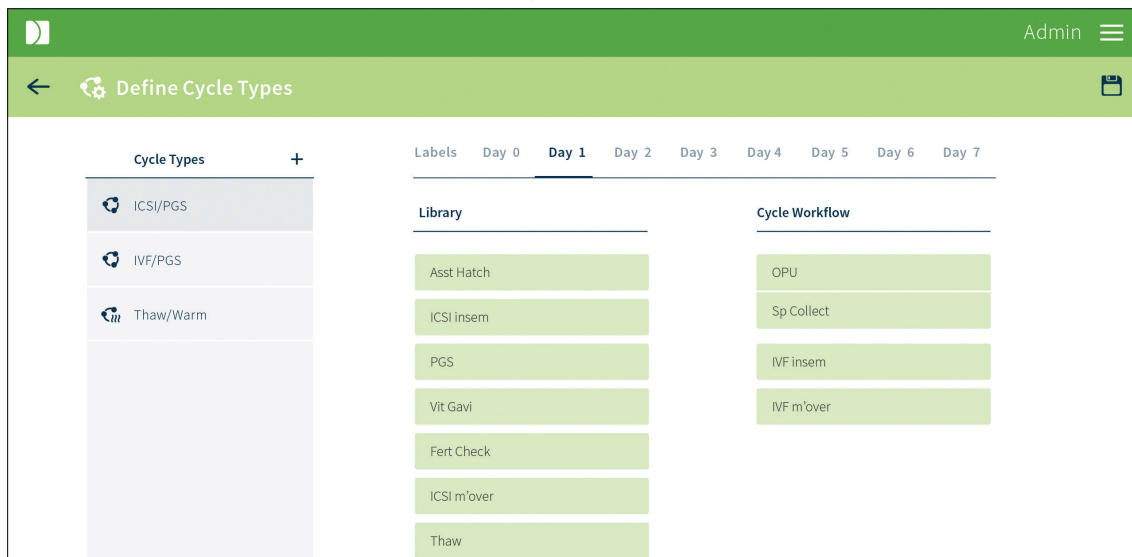 Admin
Define Cycle Types
Cycle Types +
ICSI/PGS
IVF/PGS
Thaw/Warm
Labels Day 0 Day 1 Day 2 Day 3 Day 4 Day 5 Day 6 Day 7
Library
Asst Hatch
ICSI insem
PGS
Vit Gavi
Fert Check
ICSI m’over
Thaw
Cycle Workflow
OPU
Sp Collect
IVF insem
IVF m’over